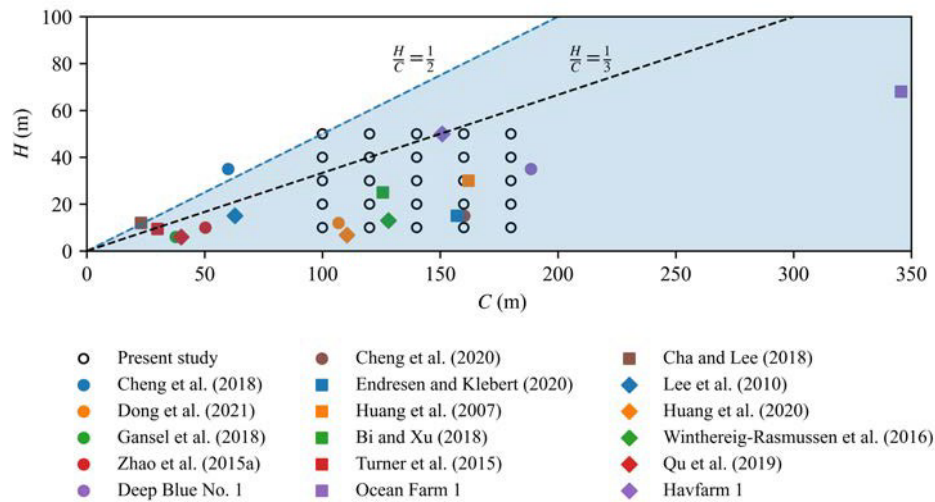 100
80
60
40
20
0
H (m)
H/C = 1/2
H/C = 1/3
0 50 100 150 200 250 300 350
C (m)
Present study Cheng et al. (2020) Cha and Lee (2018)
Cheng et al. (2018) Endresen and Klebert (2020) Lee et al. (2010)
Dong et al. (2021) Huang et al. (2007) Huang et al. (2020)
Gansel et al. (2018) Bi and Xu (2018) Winthereig-Rasmussen et al. (2016)
Zhao et al. (2015a) Turner et al. (2015) Qu et al. (2019)
Deep Blue No. 1 Ocean Farm 1 Havfarm 1